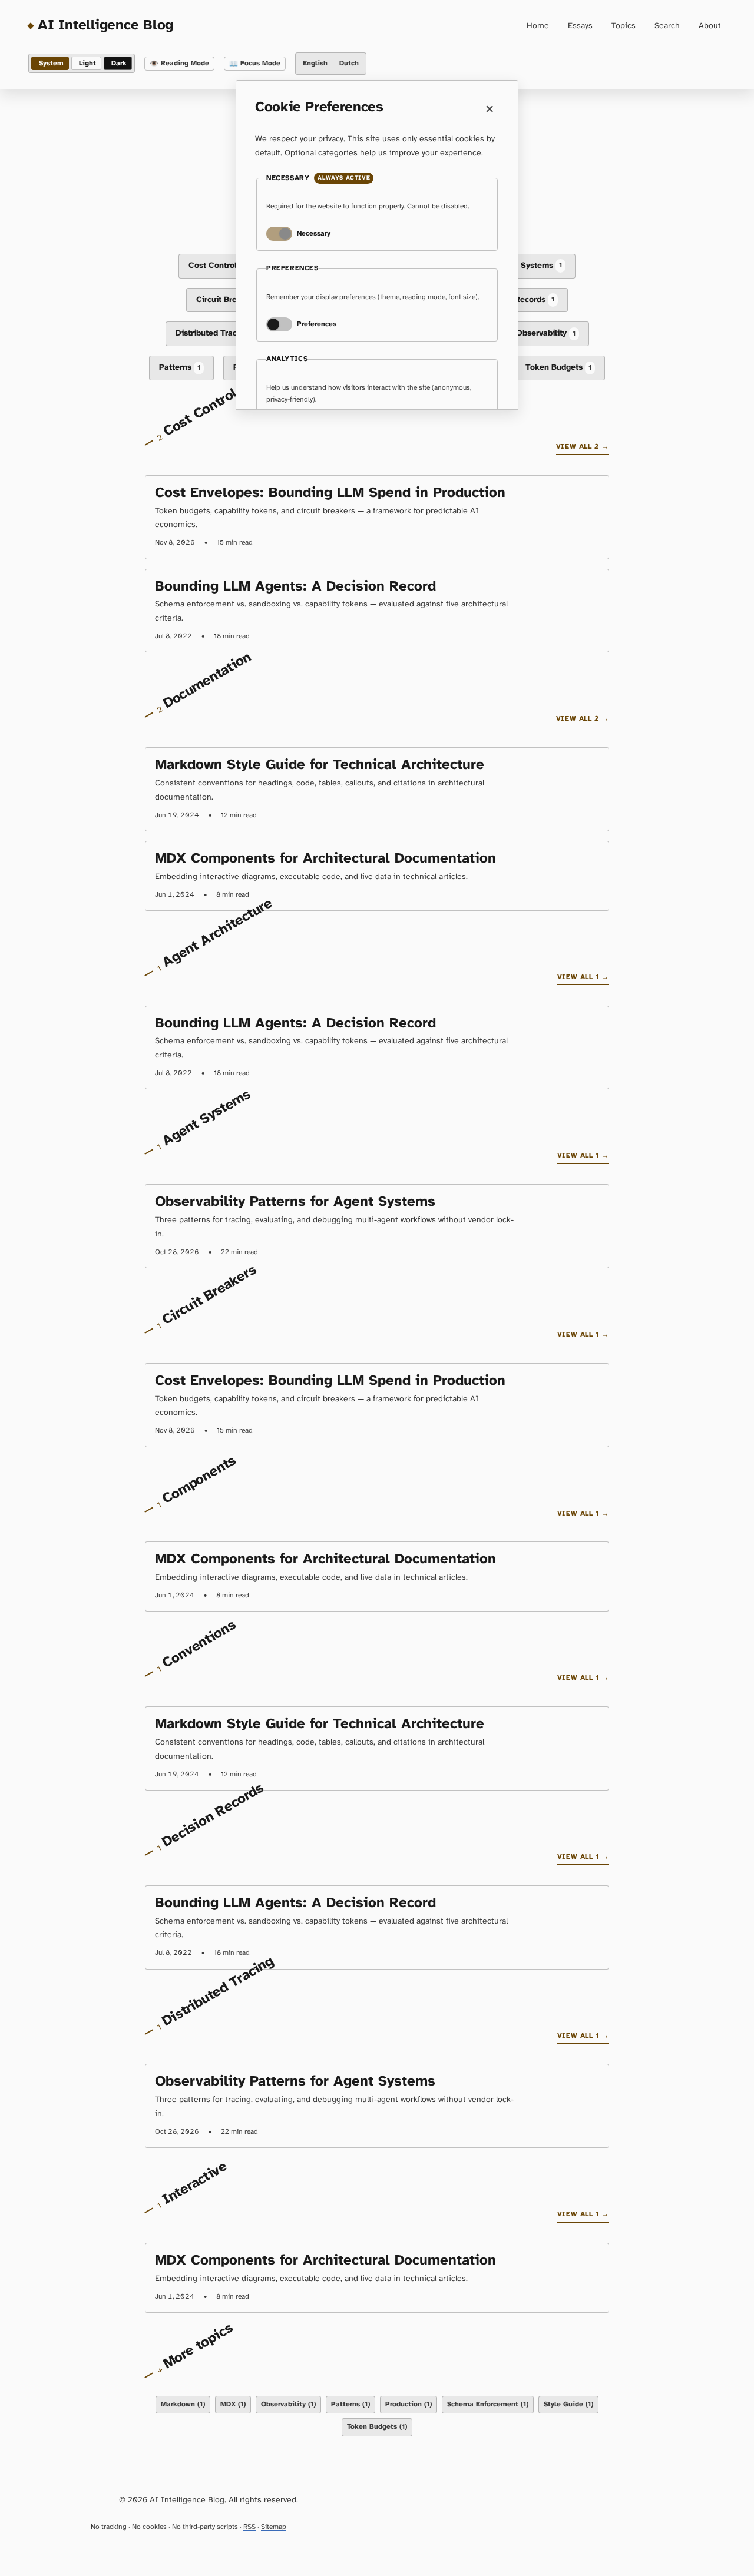 ◆ AI Intelligence Blog
Home Essays Topics Search About
System Light Dark 👁 Reading Mode 📖 Focus Mode English Dutch
Cookie Preferences ✕
We respect your privacy. This site uses only essential cookies by
default. Optional categories help us improve your experience.
NECESSARY ALWAYS ACTIVE
Required for the website to function properly. Cannot be disabled.
Necessary
PREFERENCES
Remember your display preferences (theme, reading mode, font size).
Preferences
ANALYTICS
Help us understand how visitors interact with the site (anonymous,
privacy-friendly).
Cost Control Systems 1
Circuit Bre ecords 1
Distributed Trac Observability 1
Patterns 1 Token Budgets 1
— 2 Cost Control
VIEW ALL 2 →
Cost Envelopes: Bounding LLM Spend in Production
Token budgets, capability tokens, and circuit breakers — a framework for predictable AI
economics.
Nov 8, 2026 • 15 min read
Bounding LLM Agents: A Decision Record
Schema enforcement vs. sandboxing vs. capability tokens — evaluated against five architectural
criteria.
Jul 8, 2022 • 18 min read
— 2 Documentation
VIEW ALL 2 →
Markdown Style Guide for Technical Architecture
Consistent conventions for headings, code, tables, callouts, and citations in architectural
documentation.
Jun 19, 2024 • 12 min read
MDX Components for Architectural Documentation
Embedding interactive diagrams, executable code, and live data in technical articles.
Jun 1, 2024 • 8 min read
— 1 Agent Architecture
VIEW ALL 1 →
Bounding LLM Agents: A Decision Record
Schema enforcement vs. sandboxing vs. capability tokens — evaluated against five architectural
criteria.
Jul 8, 2022 • 18 min read
— 1 Agent Systems
VIEW ALL 1 →
Observability Patterns for Agent Systems
Three patterns for tracing, evaluating, and debugging multi-agent workflows without vendor lock-
in.
Oct 28, 2026 • 22 min read
— 1 Circuit Breakers
VIEW ALL 1 →
Cost Envelopes: Bounding LLM Spend in Production
Token budgets, capability tokens, and circuit breakers — a framework for predictable AI
economics.
Nov 8, 2026 • 15 min read
— 1 Components
VIEW ALL 1 →
MDX Components for Architectural Documentation
Embedding interactive diagrams, executable code, and live data in technical articles.
Jun 1, 2024 • 8 min read
— 1 Conventions
VIEW ALL 1 →
Markdown Style Guide for Technical Architecture
Consistent conventions for headings, code, tables, callouts, and citations in architectural
documentation.
Jun 19, 2024 • 12 min read
— 1 Decision Records
VIEW ALL 1 →
Bounding LLM Agents: A Decision Record
Schema enforcement vs. sandboxing vs. capability tokens — evaluated against five architectural
criteria.
Jul 8, 2022 • 18 min read
— 1 Distributed Tracing
VIEW ALL 1 →
Observability Patterns for Agent Systems
Three patterns for tracing, evaluating, and debugging multi-agent workflows without vendor lock-
in.
Oct 28, 2026 • 22 min read
— 1 Interactive
VIEW ALL 1 →
MDX Components for Architectural Documentation
Embedding interactive diagrams, executable code, and live data in technical articles.
Jun 1, 2024 • 8 min read
— + More topics
Markdown (1) MDX (1) Observability (1) Patterns (1) Production (1) Schema Enforcement (1) Style Guide (1)
Token Budgets (1)
© 2026 AI Intelligence Blog. All rights reserved.
No tracking · No cookies · No third-party scripts · RSS · Sitemap